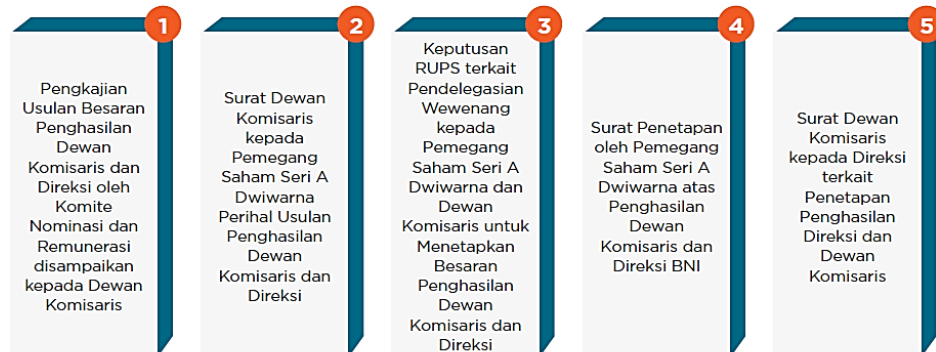 1
Pengkajian
Usulan Besaran
Penghasilan
Dewan
Komisaris dan
Direksi oleh
Komite
Nominasi dan
Remunerasi
disampaikan
kepada Dewan
Komisaris
2
Surat Dewan
Komisaris
kepada
Pemegang
Saham Seri A
Dwiwarna
Perihal Usulan
Penghasilan
Dewan
Komisaris dan
Direksi
3
Keputusan
RUPS terkait
Pendelegasian
Wewenang
kepada
Pemegang
Saham Seri A
Dwiwarna dan
Dewan
Komisaris untuk
Menetapkan
Besaran
Penghasilan
Dewan
Komisaris dan
Direksi
4
Surat Penetapan
oleh Pemegang
Saham Seri A
Dwiwarna atas
Penghasilan
Dewan
Komisaris dan
Direksi BNI
5
Surat Dewan
Komisaris
kepada Direksi
terkait
Penetapan
Penghasilan
Direksi dan
Dewan
Komisaris